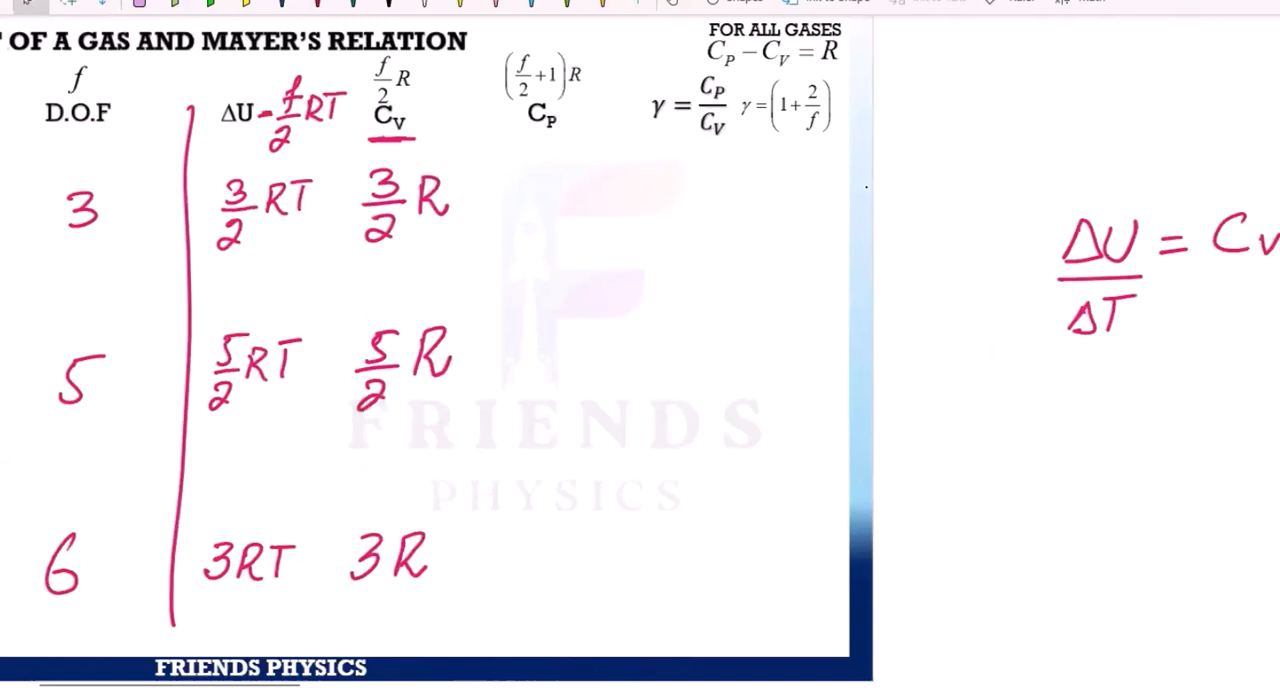 OF A GAS AND MAYER'S RELATION
FOR ALL GASES
C_P − C_V = R
f
D.O.F
ΔU = f/2 RT
f/2 R
C_V
(f/2 + 1) R
C_P
γ = C_P/C_V γ = (1 + 2/f)
3 3/2 RT 3/2 R
ΔU/ΔT = C_V
5 5/2 RT 5/2 R
6 3RT 3R
FRIENDS
PHYSICS
FRIENDS PHYSICS